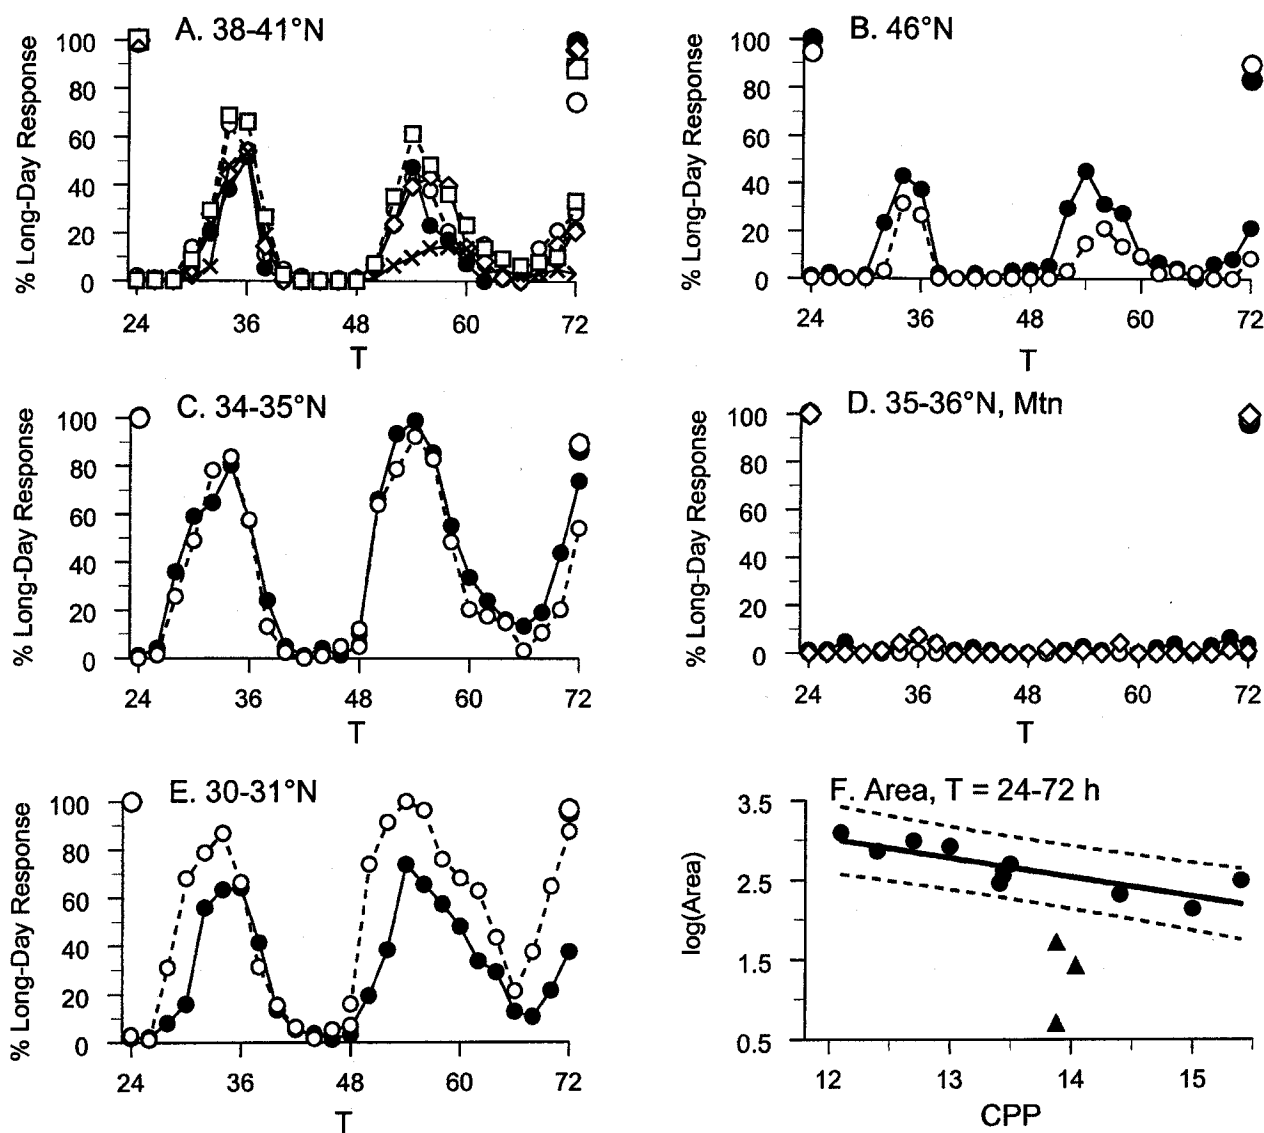 A. 38-41°N
% Long-Day Response
100
80
60
40
20
0
24 36 48 60 72
T
B. 46°N
% Long-Day Response
100
80
60
40
20
0
24 36 48 60 72
T
C. 34-35°N
% Long-Day Response
100
80
60
40
20
0
24 36 48 60 72
T
D. 35-36°N, Mtn
% Long-Day Response
100
80
60
40
20
0
24 36 48 60 72
T
E. 30-31°N
% Long-Day Response
100
80
60
40
20
0
24 36 48 60 72
T
F. Area, T = 24-72 h
log(Area)
3.5
2.5
1.5
0.5
12 13 14 15
CPP